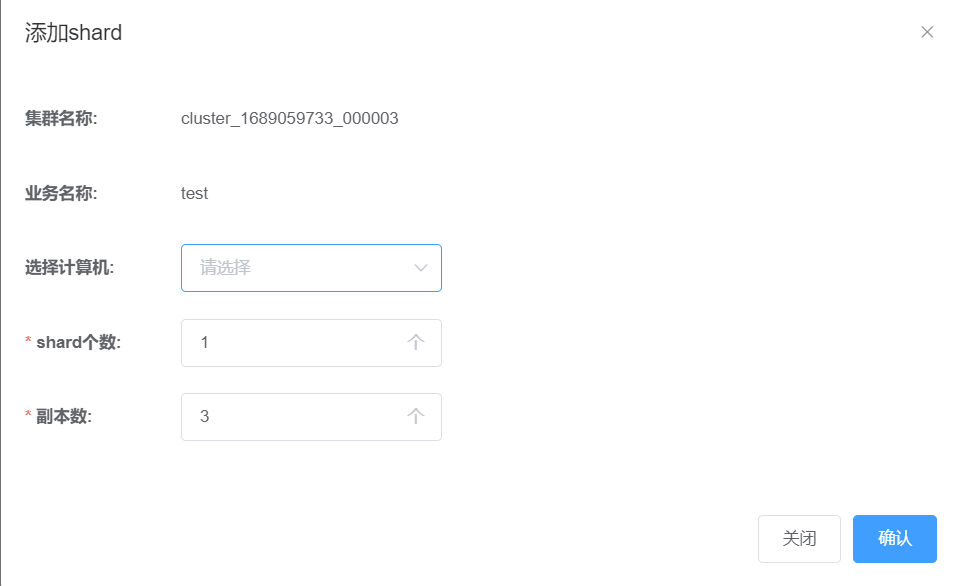 添加shard
集群名称: cluster_1689059733_000003
业务名称: test
选择计算机: 请选择
* shard个数: 1 个
* 副本数: 3 个
关闭 确认